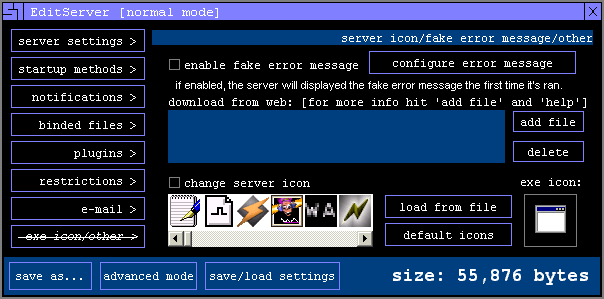 EditServer [normal mode]
server settings >
startup methods >
notifications >
binded files >
plugins >
restrictions >
e-mail >
exe icon/other >
server icon/fake error message/other
enable fake error message
configure error message
if enabled, the server will displayed the fake error message the first time it's ran.
download from web: [for more info hit 'add file' and 'help']
add file
delete
change server icon
exe icon:
W A
load from file
default icons
save as...
advanced mode
save/load settings
size: 55,876 bytes